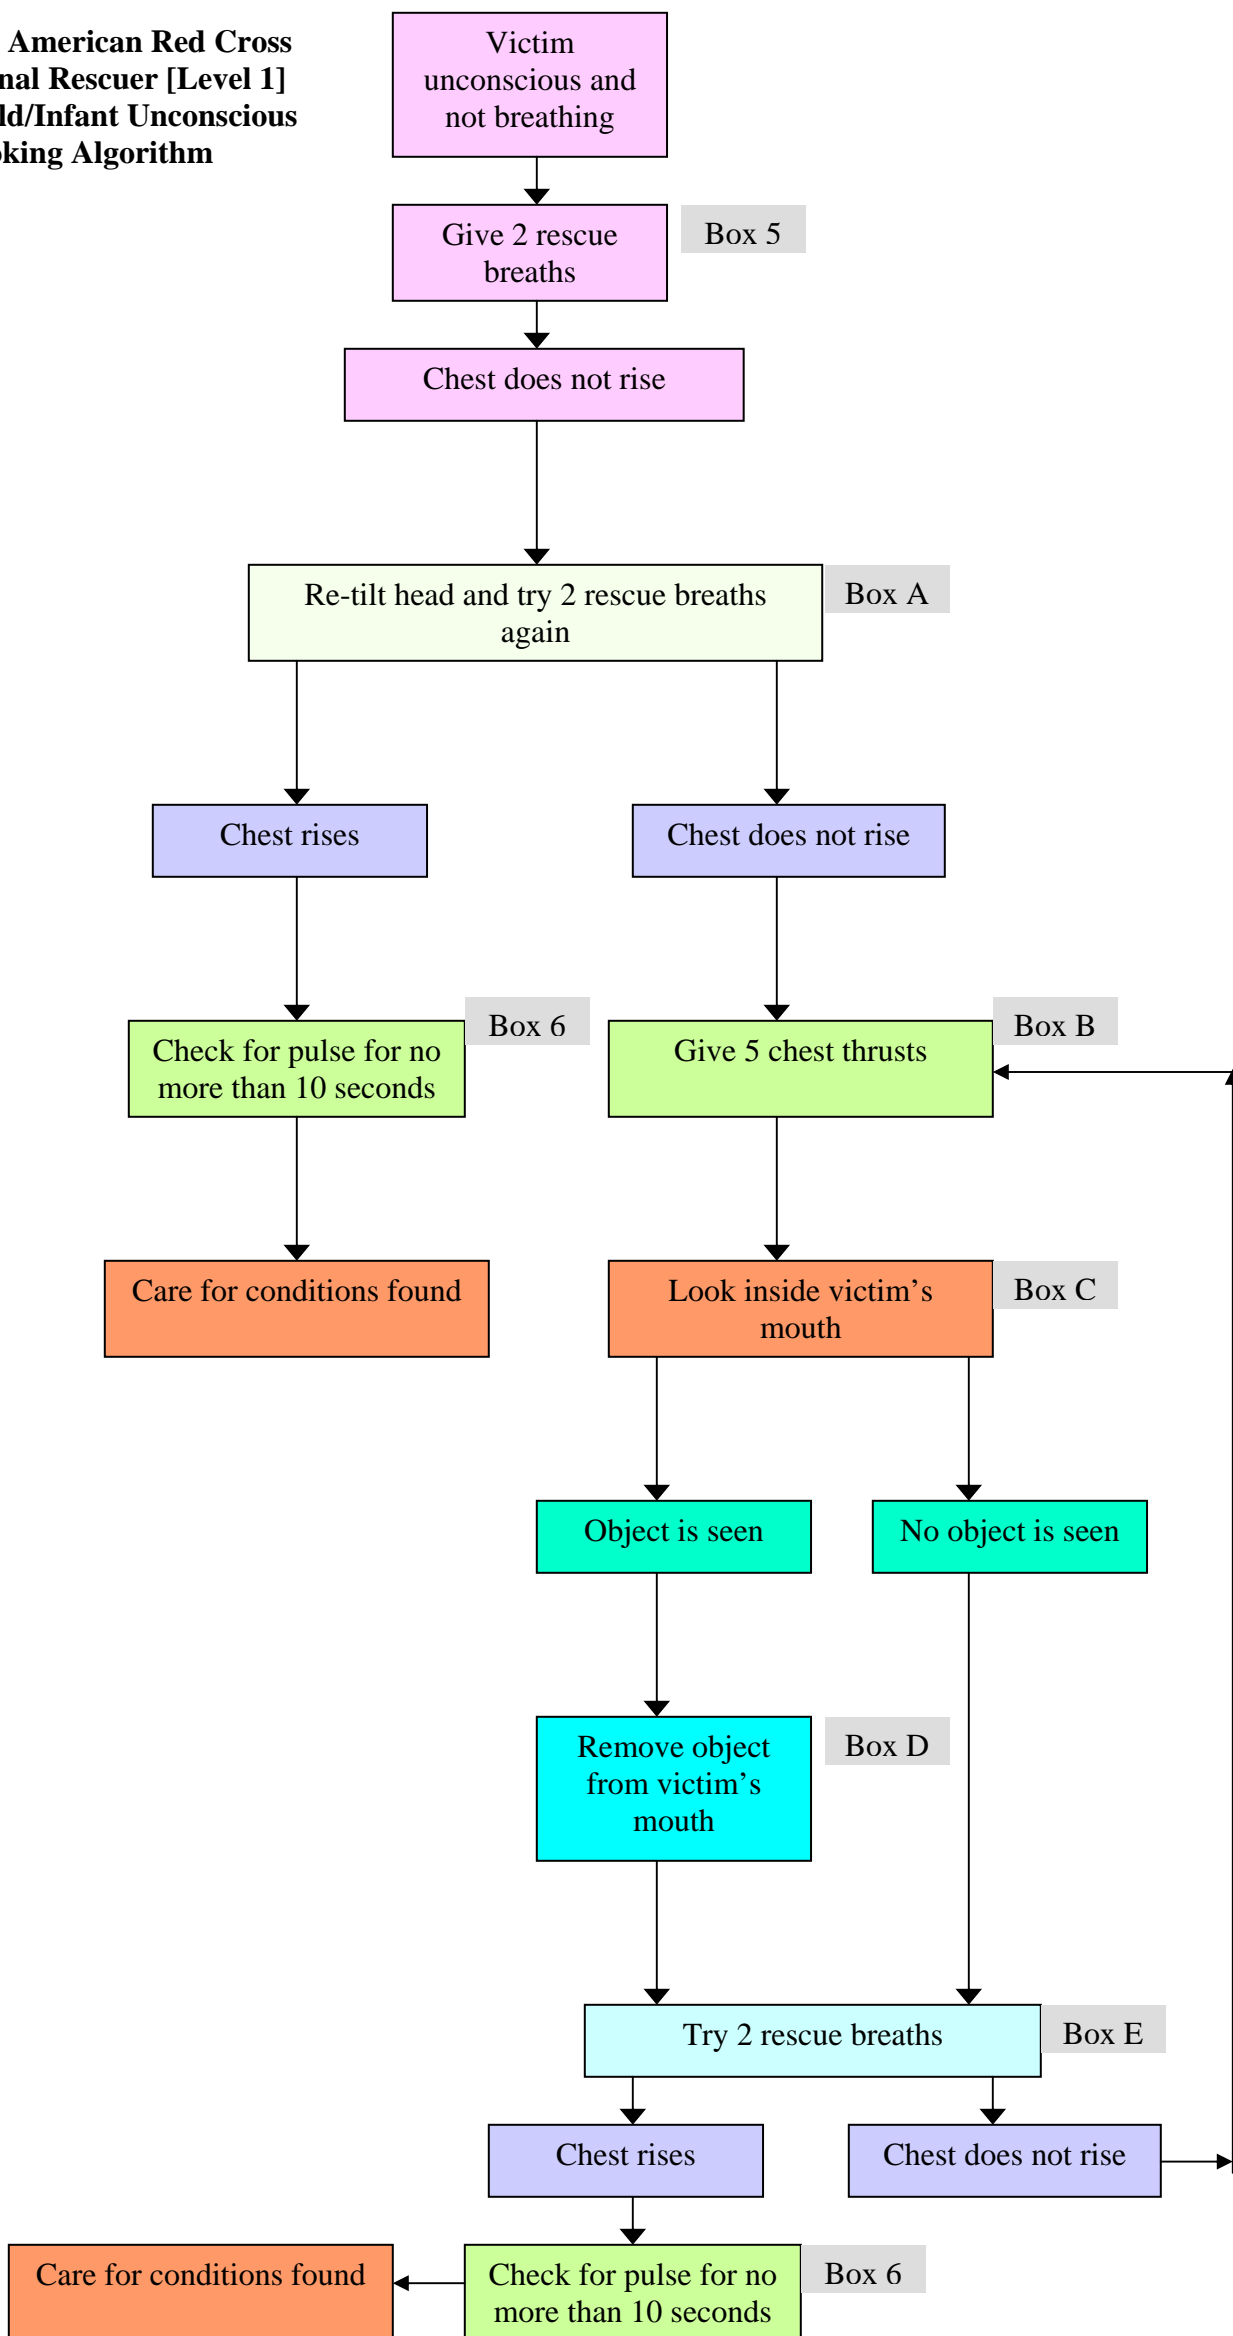 American Red Cross
nal Rescuer [Level 1]
ld/Infant Unconscious
king Algorithm
Victim
unconscious and
not breathing
Give 2 rescue
breaths
Box 5
Chest does not rise
Re-tilt head and try 2 rescue breaths
again
Box A
Chest rises
Chest does not rise
Check for pulse for no
more than 10 seconds
Box 6
Give 5 chest thrusts
Box B
Care for conditions found
Look inside victim’s
mouth
Box C
Object is seen
No object is seen
Remove object
from victim’s
mouth
Box D
Try 2 rescue breaths
Box E
Chest rises
Chest does not rise
Care for conditions found
Check for pulse for no
more than 10 seconds
Box 6